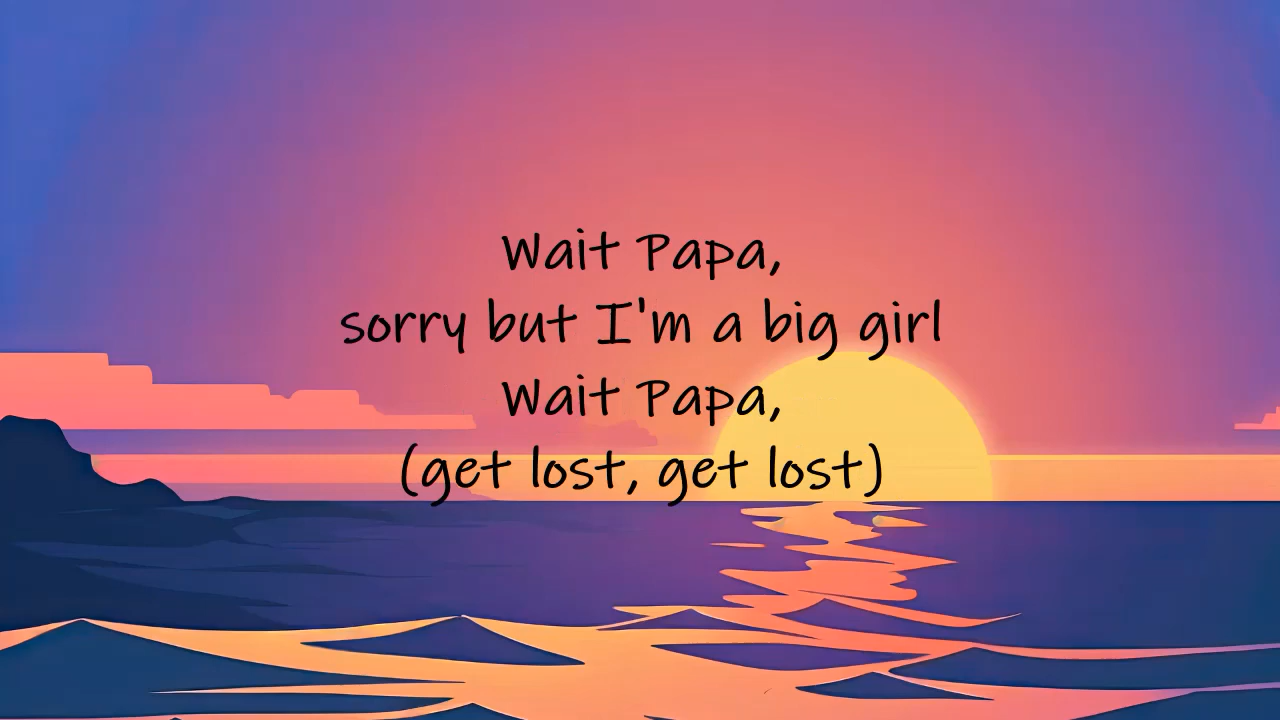 Wait Papa,
sorry but I'm a big girl
Wait Papa,
(get lost, get lost)